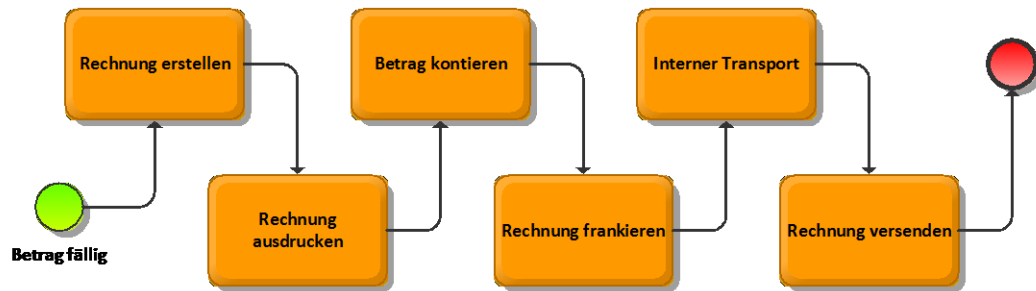 Betrag fällig
Rechnung erstellen
Rechnung
ausdrucken
Betrag kontieren
Rechnung frankieren
Interner Transport
Rechnung versenden